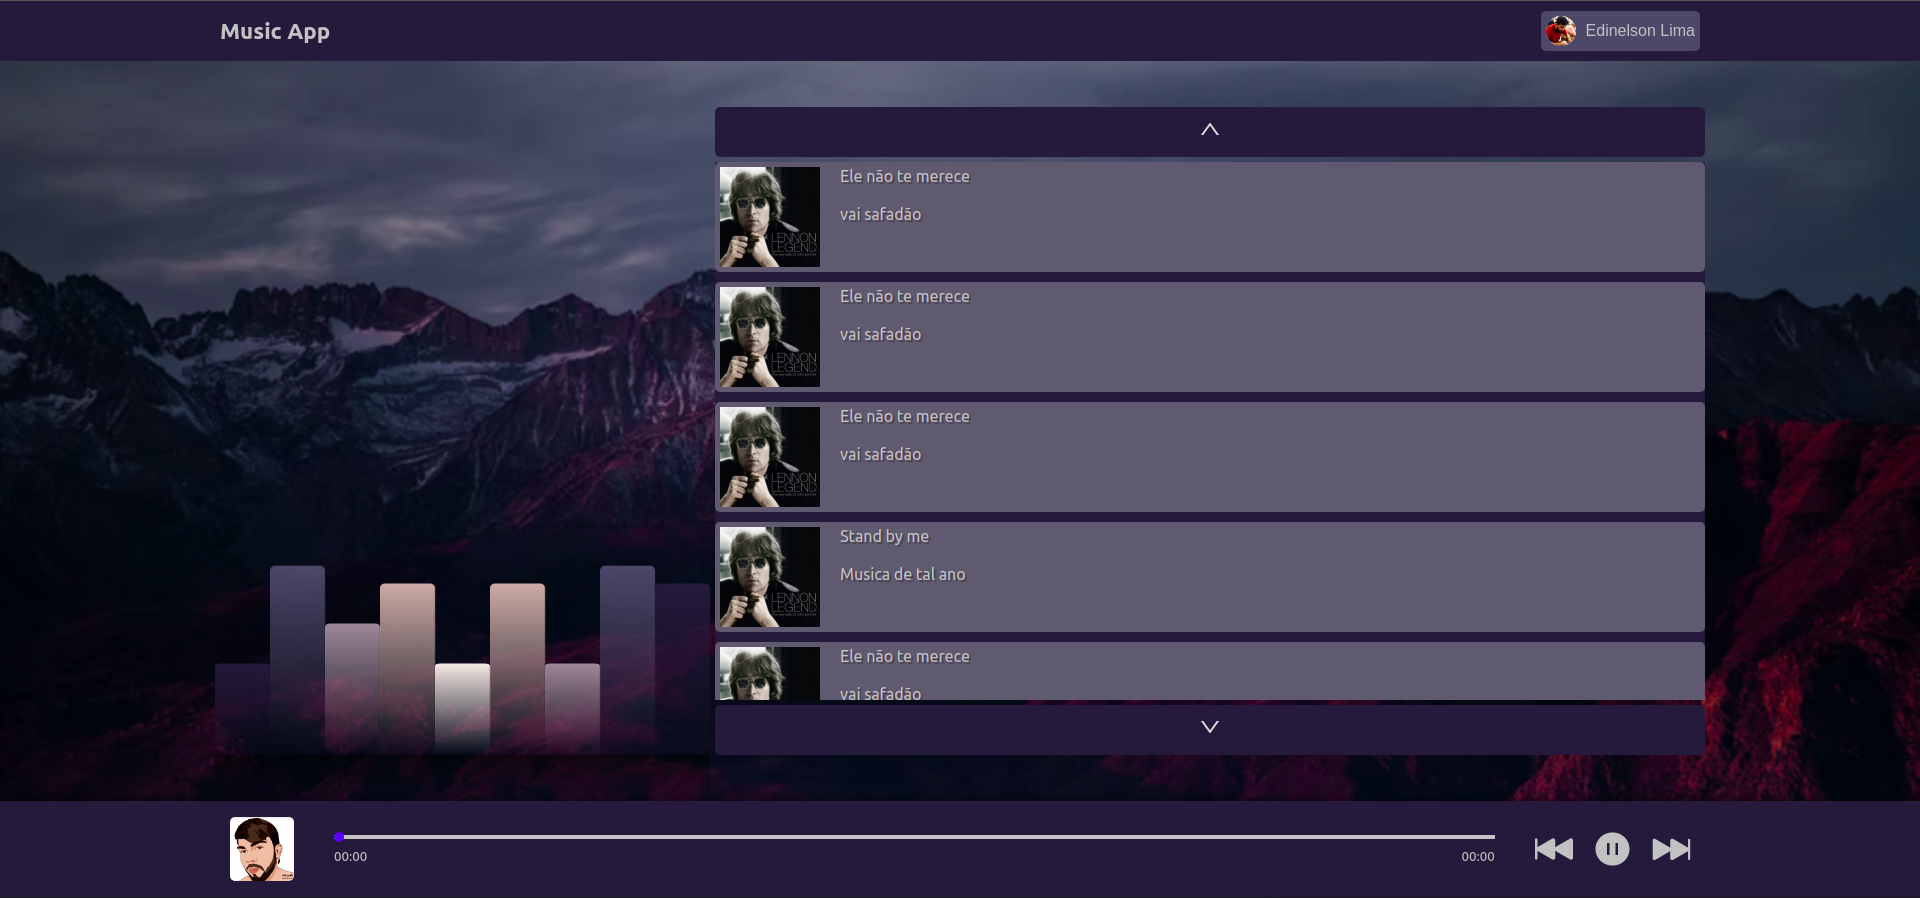 Music App
Edinelson Lima
Ele não te merece
vai safadão
LENNON
LEGEND
Ele não te merece
vai safadão
LENNON
LEGEND
Ele não te merece
vai safadão
LENNON
LEGEND
Stand by me
Musica de tal ano
LENNON
LEGEND
Ele não te merece
vai safadão
00:00
00:00